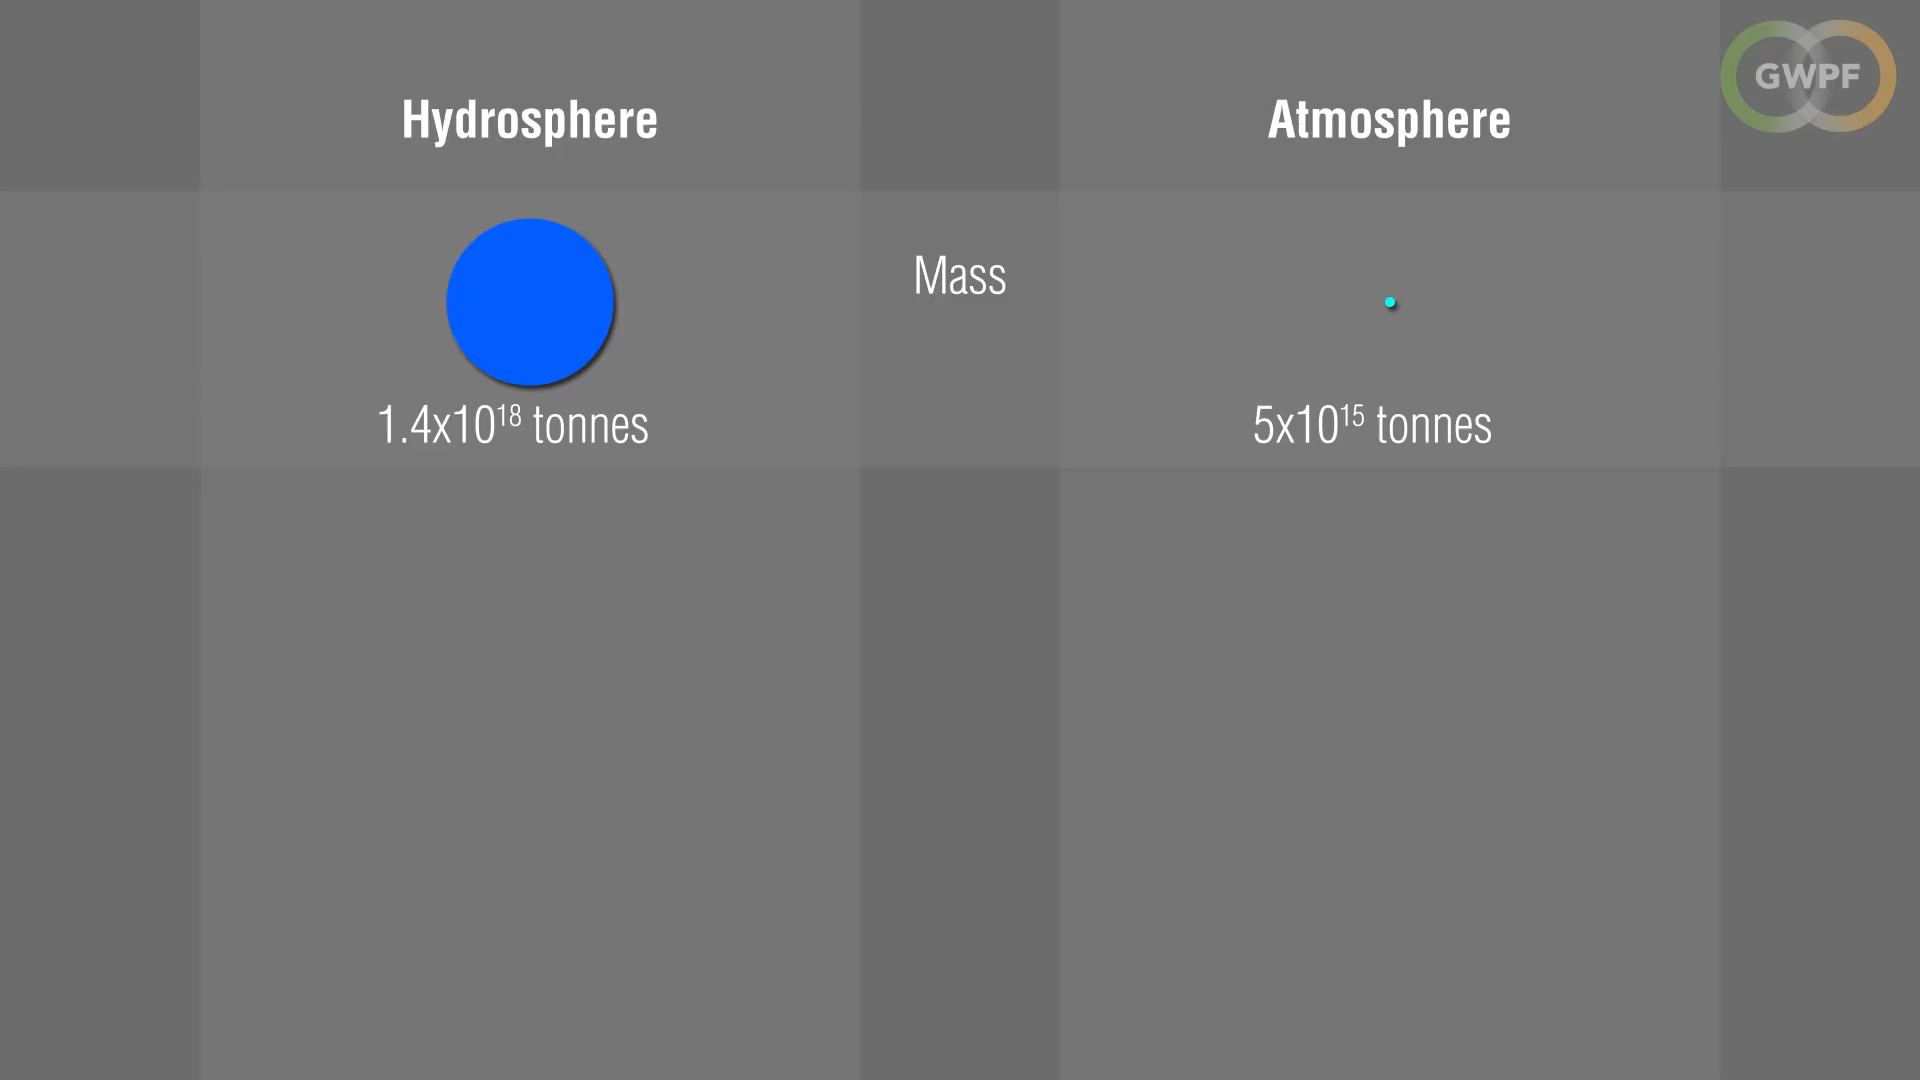 GWPF
Hydrosphere
Atmosphere
Mass
1.4x10¹⁸ tonnes
5x10¹⁵ tonnes